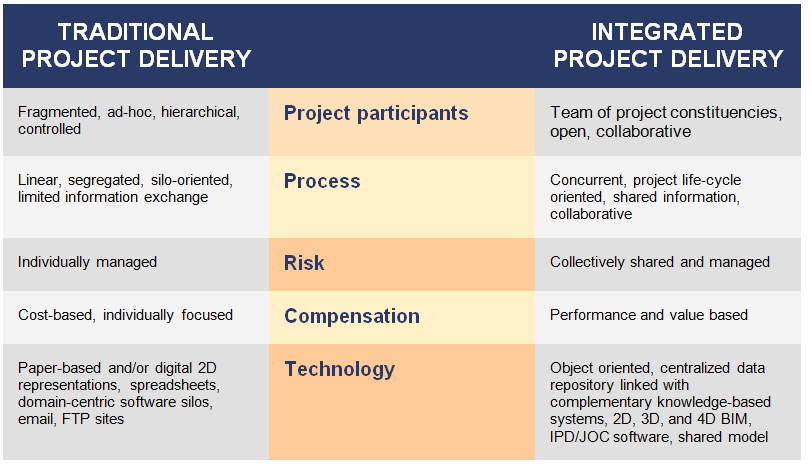 TRADITIONAL
PROJECT DELIVERY
INTEGRATED
PROJECT DELIVERY
Fragmented, ad-hoc, hierarchical,
controlled
Project participants
Team of project constituencies,
open, collaborative
Linear, segregated, silo-oriented,
limited information exchange
Process
Concurrent, project life-cycle
oriented, shared information,
collaborative
Individually managed
Risk
Collectively shared and managed
Cost-based, individually focused
Compensation
Performance and value based
Paper-based and/or digital 2D
representations, spreadsheets,
domain-centric software silos,
email, FTP sites
Technology
Object oriented, centralized data
repository linked with
complementary knowledge-based
systems, 2D, 3D, and 4D BIM,
IPD/JOC software, shared model